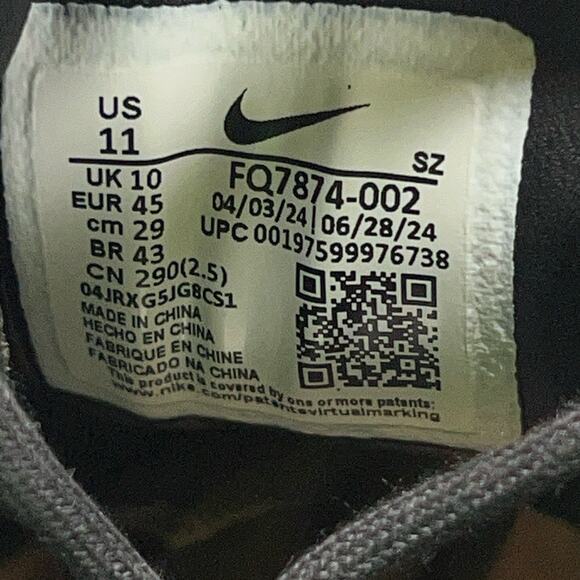 US
11
SZ
UK 10
EUR 45
cm 29
BR 43
CN 290(2.5)
04JRXG5JG8CS1
MADE IN CHINA
HECHO EN CHINA
FABRIQUE EN CHINE
FABRICADO NA CHINA
FQ7874-002
04/03/24|06/28/24
UPC 00197599976738
This product is covered by one or more patents:
www.nike.com/patentsvirtualmarking